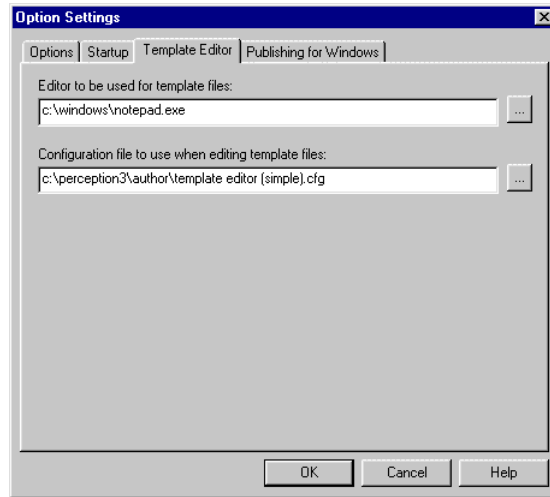 Option Settings
Options Startup Template Editor Publishing for Windows
Editor to be used for template files:
c:\windows\notepad.exe
...
Configuration file to use when editing template files:
c:\perception3\author\template editor (simple).cfg
...
OK Cancel Help